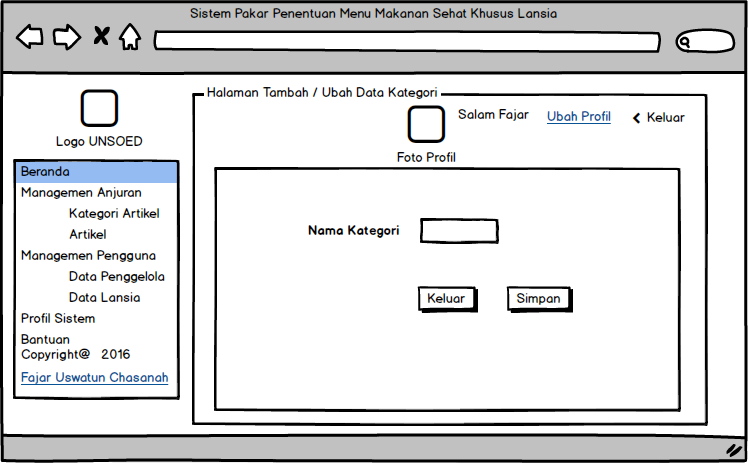 Sistem Pakar Penentuan Menu Makanan Sehat Khusus Lansia
Logo UNSOED
Beranda
Managemen Anjuran
Kategori Artikel
Artikel
Managemen Pengguna
Data Penggelola
Data Lansia
Profil Sistem
Bantuan
Copyright@ 2016
Fajar Uswatun Chasanah
Halaman Tambah / Ubah Data Kategori
Salam Fajar
Ubah Profil
Keluar
Foto Profil
Nama Kategori
Keluar
Simpan